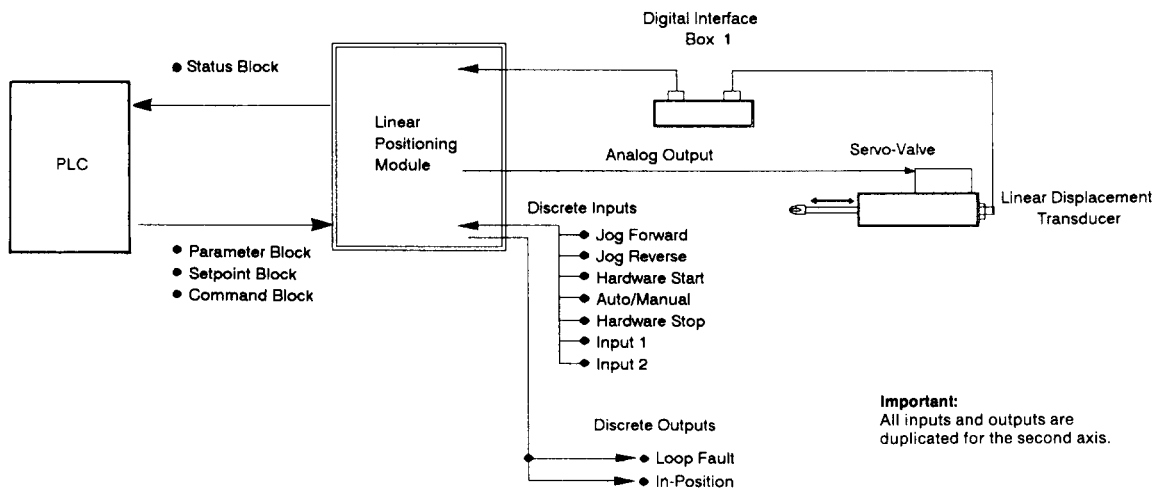 Digital Interface
Box 1
● Status Block
PLC
Linear
Positioning
Module
Analog Output
Servo-Valve
Linear Displacement
Transducer
● Parameter Block
● Setpoint Block
● Command Block
Discrete Inputs
Jog Forward
Jog Reverse
Hardware Start
Auto/Manual
Hardware Stop
Input 1
Input 2
Important:
All inputs and outputs are
duplicated for the second axis.
Discrete Outputs
Loop Fault
In-Position